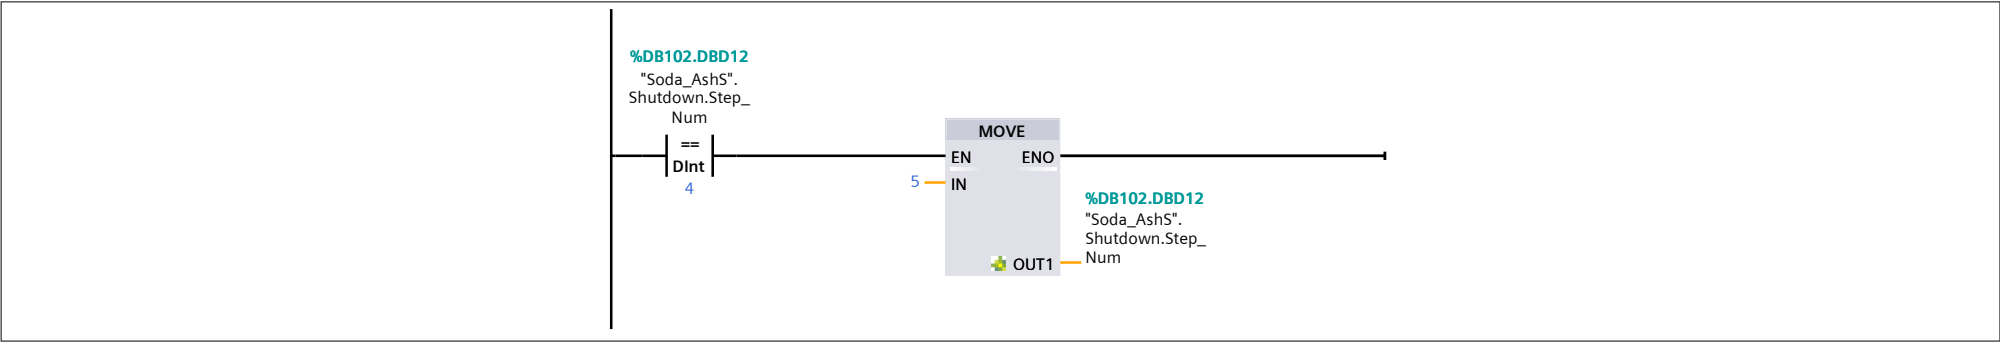 %DB102.DBD12
"Soda_AshS".
Shutdown.Step_
Num
==
DInt
4
MOVE
EN ENO
5 IN
%DB102.DBD12
"Soda_AshS".
Shutdown.Step_
Num
OUT1